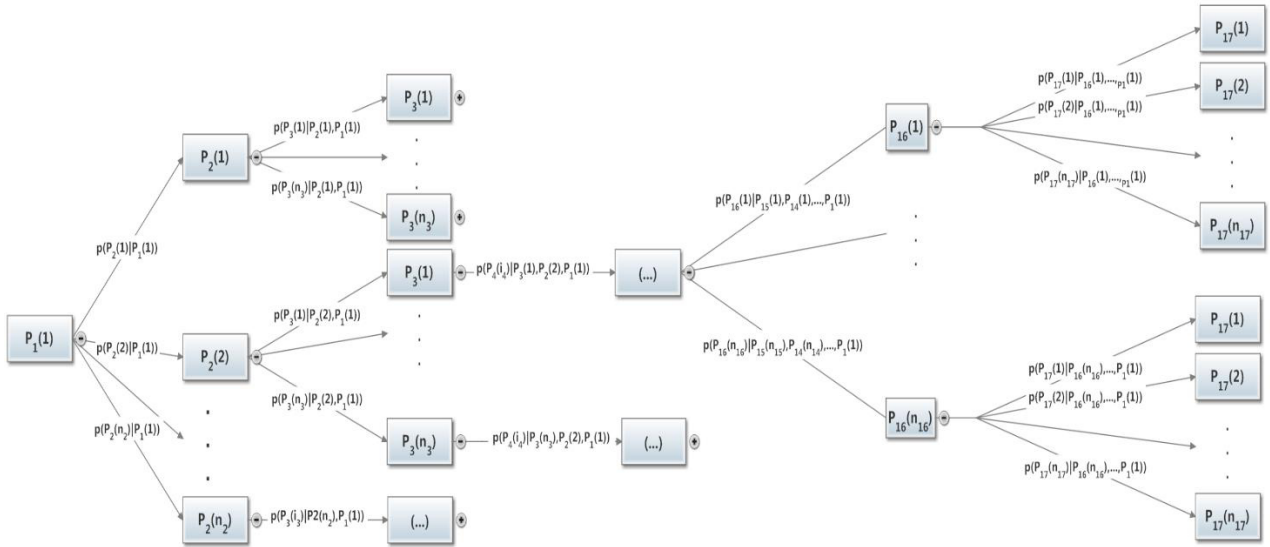 P₁(1)
p(P₂(1)|P₁(1))
p(P₂(2)|P₁(1))
p(P₂(n₂)|P₁(1))
P₂(1)
P₂(2)
P₂(n₂)
p(P₃(1)|P₂(1),P₁(1))
p(P₃(n₃)|P₂(1),P₁(1))
p(P₃(1)|P₂(2),P₁(1))
p(P₃(n₃)|P₂(2),P₁(1))
p(P₃(i₃)|P2(n₂),P₁(1))
P₃(1)
P₃(n₃)
P₃(1)
P₃(n₃)
(...)
p(P₄(i₄)|P₃(1),P₂(2),P₁(1))
p(P₄(i₄)|P₃(n₃),P₂(2),P₁(1))
(...)
(...)
p(P₁₆(1)|P₁₅(1),P₁₄(1),...,P₁(1))
p(P₁₆(n₁₆)|P₁₅(n₁₅),P₁₄(n₁₄),...,P₁(1))
P₁₆(1)
P₁₆(n₁₆)
p(P₁₇(1)|P₁₆(1),...,P1(1))
p(P₁₇(2)|P₁₆(1),...,P1(1))
p(P₁₇(n₁₇)|P₁₆(1),...,P1(1))
p(P₁₇(1)|P₁₆(n₁₆),...,P₁(1))
p(P₁₇(2)|P₁₆(n₁₆),...,P₁(1))
p(P₁₇(n₁₇)|P₁₆(n₁₆),...,P₁(1))
P₁₇(1)
P₁₇(2)
P₁₇(n₁₇)
P₁₇(1)
P₁₇(2)
P₁₇(n₁₇)